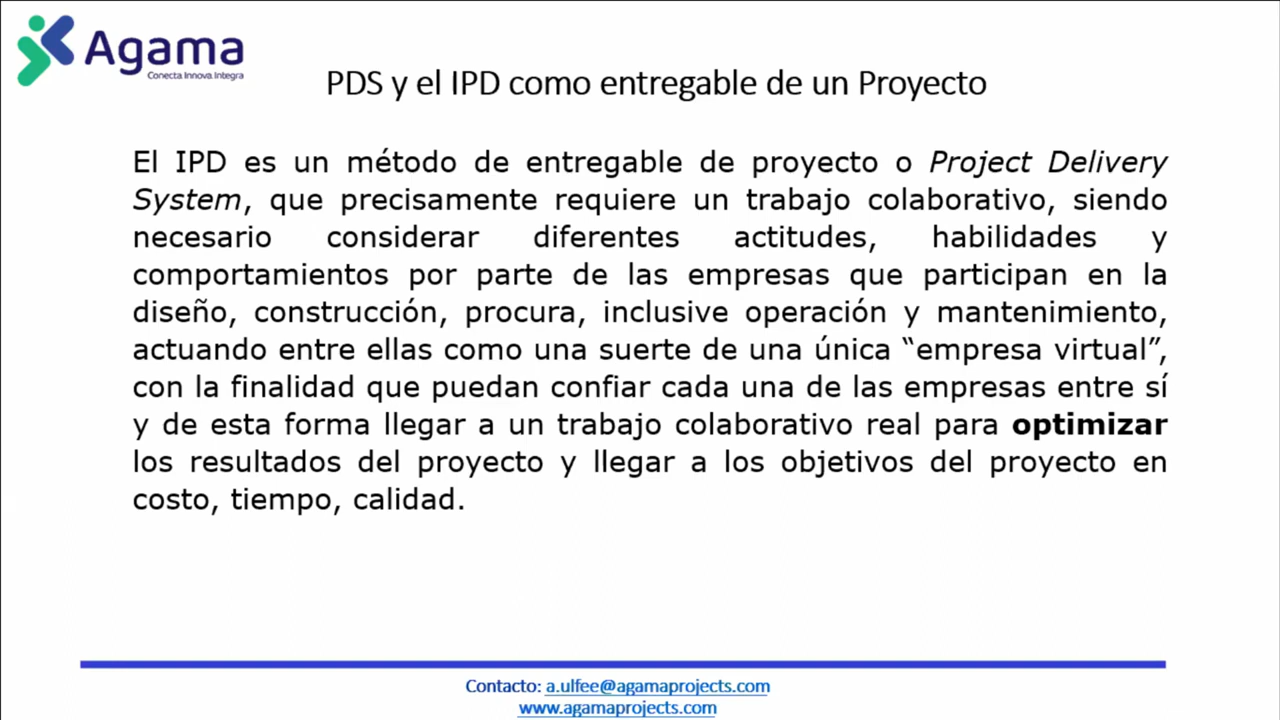 Agama
Conecta.Innova.Integra
PDS y el IPD como entregable de un Proyecto
El IPD es un método de entregable de proyecto o Project Delivery
System, que precisamente requiere un trabajo colaborativo, siendo
necesario considerar diferentes actitudes, habilidades y
comportamientos por parte de las empresas que participan en la
diseño, construcción, procura, inclusive operación y mantenimiento,
actuando entre ellas como una suerte de una única “empresa virtual”,
con la finalidad que puedan confiar cada una de las empresas entre sí
y de esta forma llegar a un trabajo colaborativo real para optimizar
los resultados del proyecto y llegar a los objetivos del proyecto en
costo, tiempo, calidad.
Contacto: a.ulfee@agamaprojects.com
www.agamaprojects.com